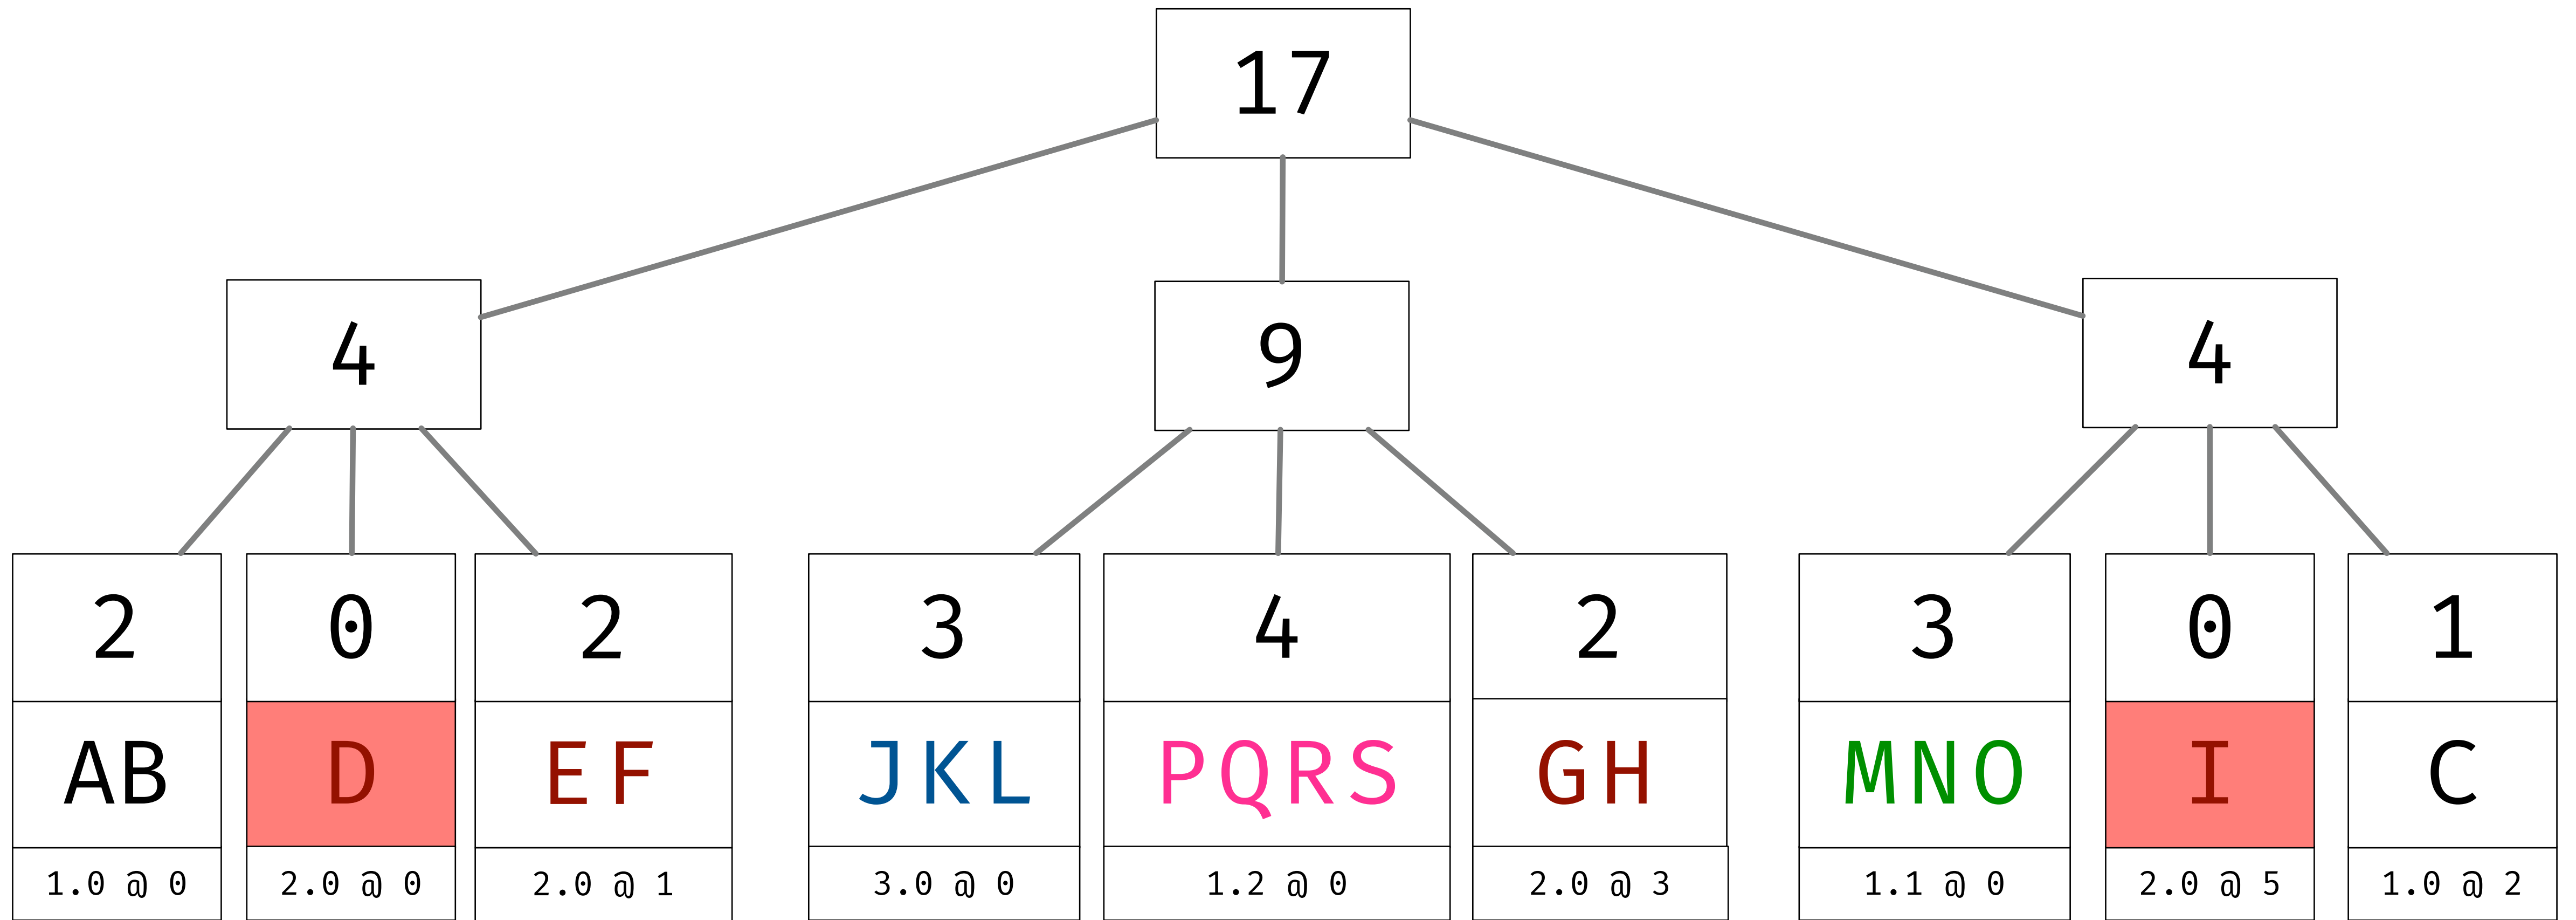 17
4 9 4
2 0 2 3 4 2 3 0 1
AB D EF JKL PQRS GH MNO I C
1.0 @ 0 2.0 @ 0 2.0 @ 1 3.0 @ 0 1.2 @ 0 2.0 @ 3 1.1 @ 0 2.0 @ 5 1.0 @ 2